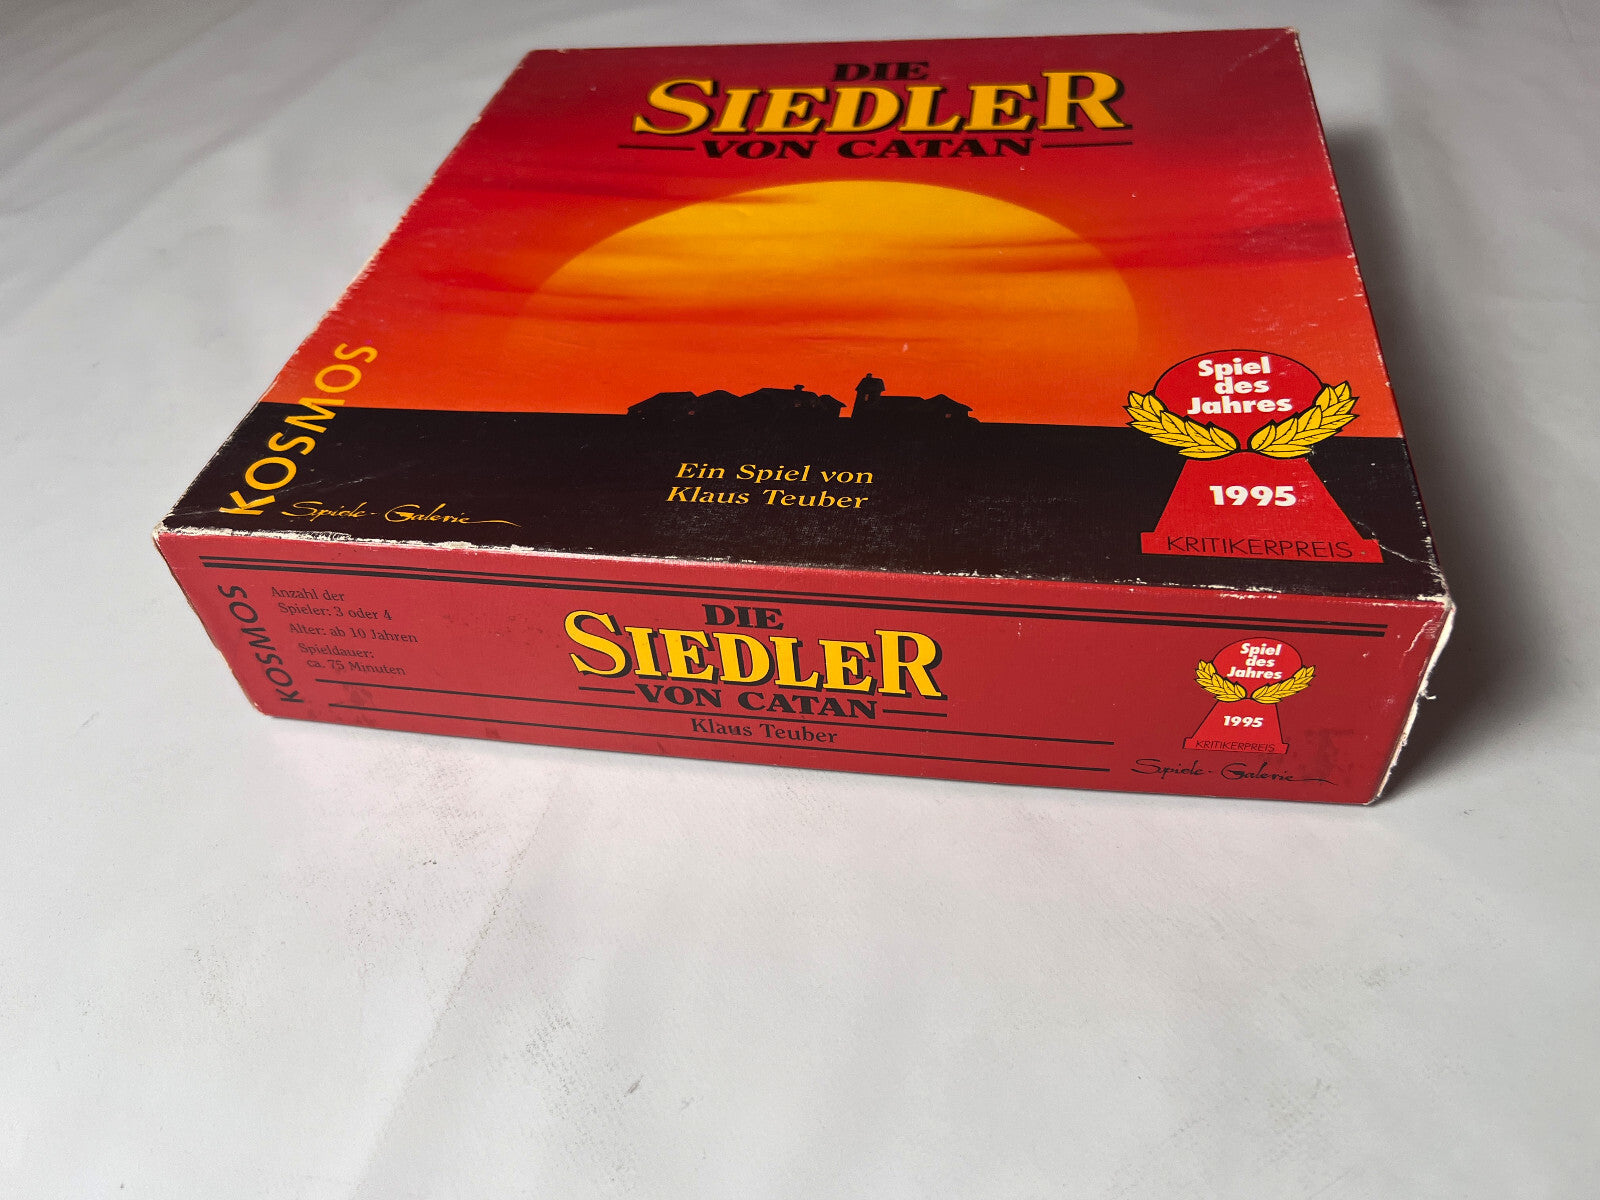 DIE
SIEDLER
VON CATAN
Spiel
des
Jahres
1995
KRITIKERPREIS
Ein Spiel von
Klaus Teuber
KOSMOS
Spiele-Galerie
KOSMOS
Anzahl der
Spieler: 3 oder 4
Alter: ab 10 Jahren
Spieldauer:
ca. 75 Minuten
DIE
SIEDLER
VON CATAN
Klaus Teuber
Spiel
des
Jahres
1995
KRITIKERPREIS
Spiele-Galerie